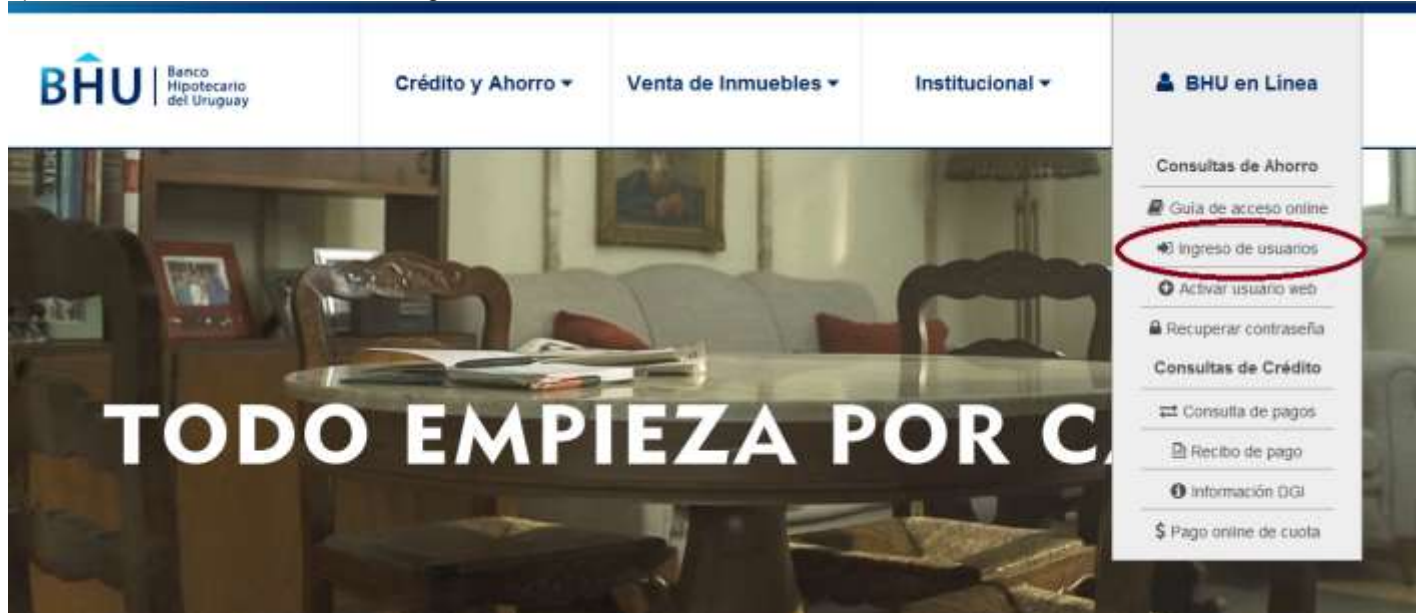 BHU
Banco
Hipotecario
del Uruguay
Crédito y Ahorro
Venta de Inmuebles
Institucional
BHU en Línea
Consultas de Ahorro
Guía de acceso online
Ingreso de usuarios
Activar usuario web
Recuperar contraseña
Consultas de Crédito
Consulta de pagos
Recibo de pago
Información DGI
$ Pago online de cuota
TODO EMPIEZA POR C